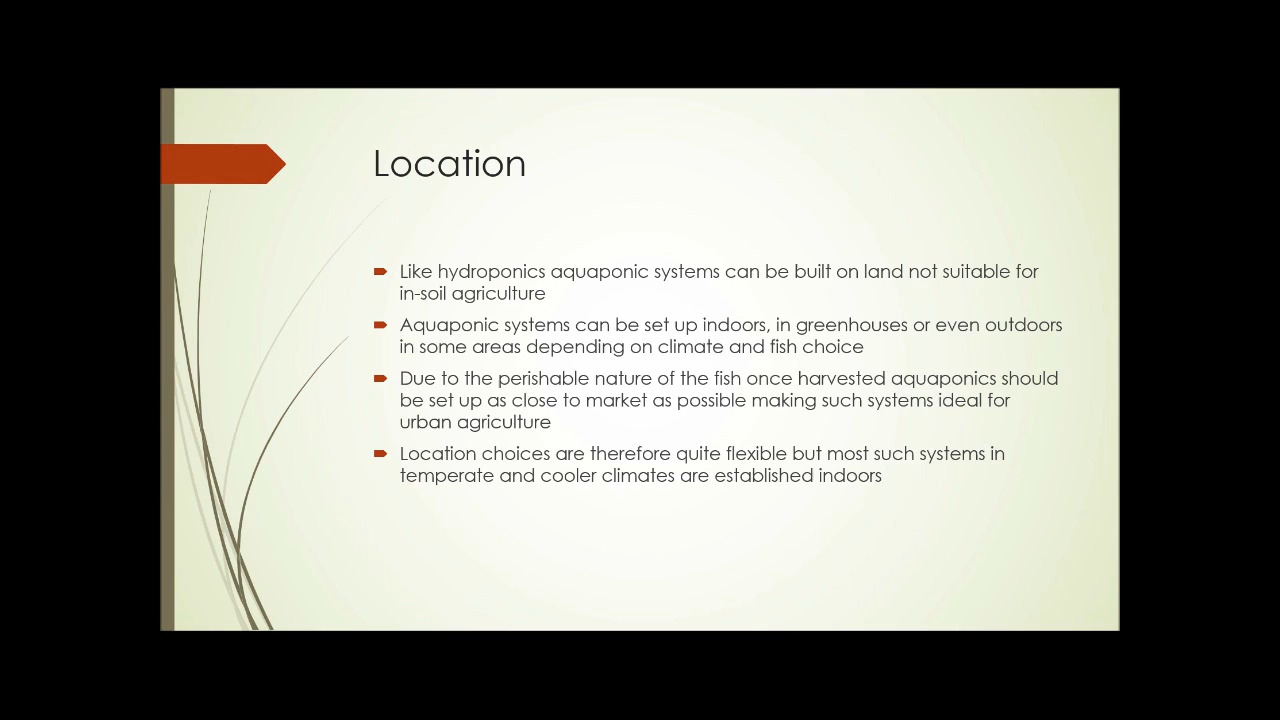 Location
Like hydroponics aquaponic systems can be built on land not suitable for
in-soil agriculture
Aquaponic systems can be set up indoors, in greenhouses or even outdoors
in some areas depending on climate and fish choice
Due to the perishable nature of the fish once harvested aquaponics should
be set up as close to market as possible making such systems ideal for
urban agriculture
Location choices are therefore quite flexible but most such systems in
temperate and cooler climates are established indoors